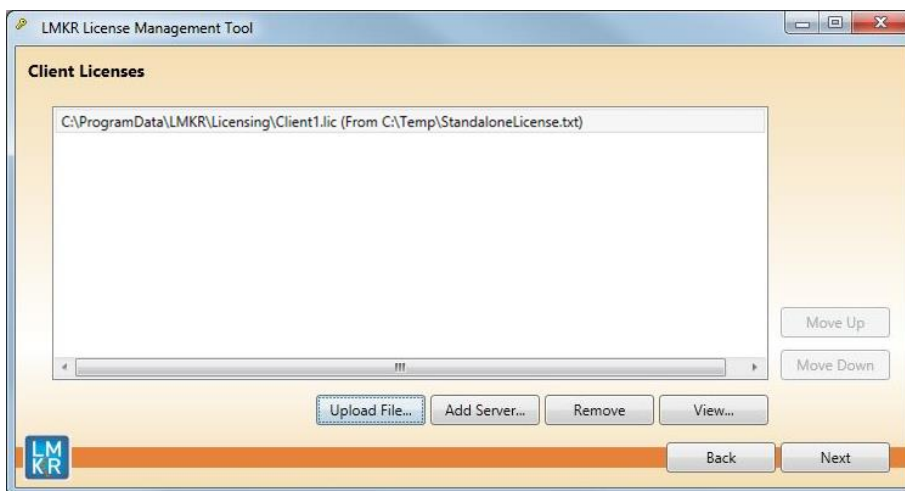 LMKR License Management Tool
Client Licenses
C:\ProgramData\LMKR\Licensing\Client1.lic (From C:\Temp\StandaloneLicense.txt)
Move Up
Move Down
Upload File...
Add Server...
Remove
View...
LM
KR
Back
Next